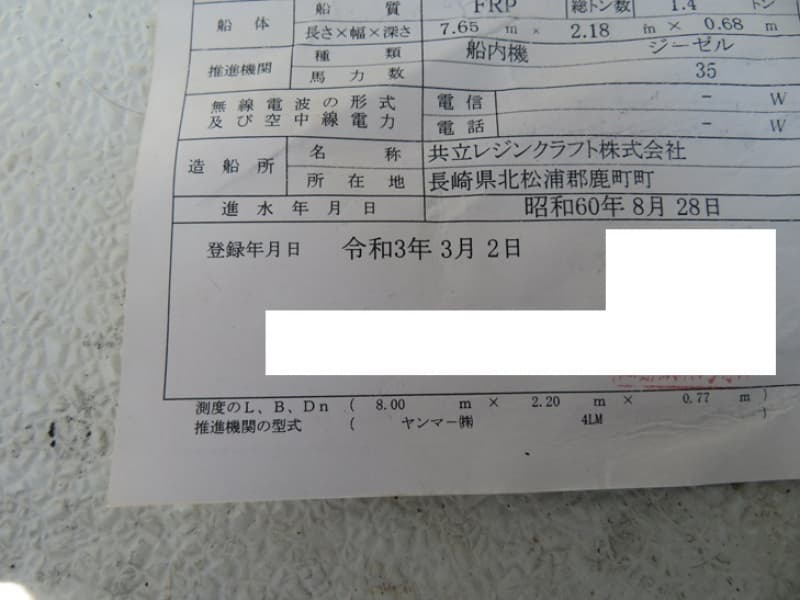 船体 船質 FRP 総トン数 1.4 トン
長さ×幅×深さ 7.65 m × 2.18 m × 0.68 m
推進機関 種類 船内機 ジーゼル
馬力数 35
無線電波の形式及び空中線電力 電信 − W
電話 − W
造船所 名称 共立レジンクラフト株式会社
所在地 長崎県北松浦郡鹿町町
進水年月日 昭和60年8月28日
登録年月日 令和3年3月2日
測度のL、B、Dn ( 8.00 m × 2.20 m × 0.77 m )
推進機関の型式 ( ヤンマー㈱ 4LM )